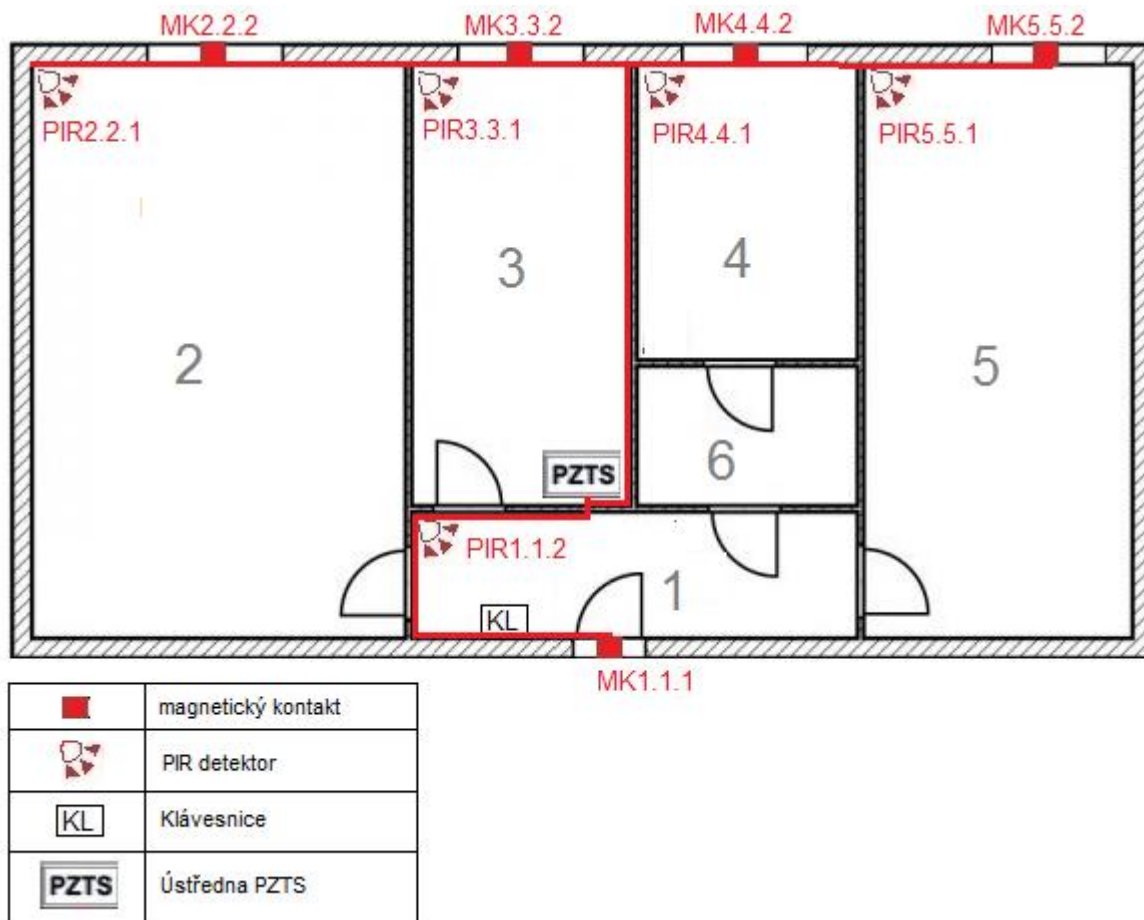 MK2.2.2 MK3.3.2 MK4.4.2 MK5.5.2
PIR2.2.1 PIR3.3.1 PIR4.4.1 PIR5.5.1
3 4
2 5
6
PZTS
PIR1.1.2
1
KL
MK1.1.1
magnetický kontakt
PIR detektor
KL Klávesnice
PZTS Ústředna PZTS